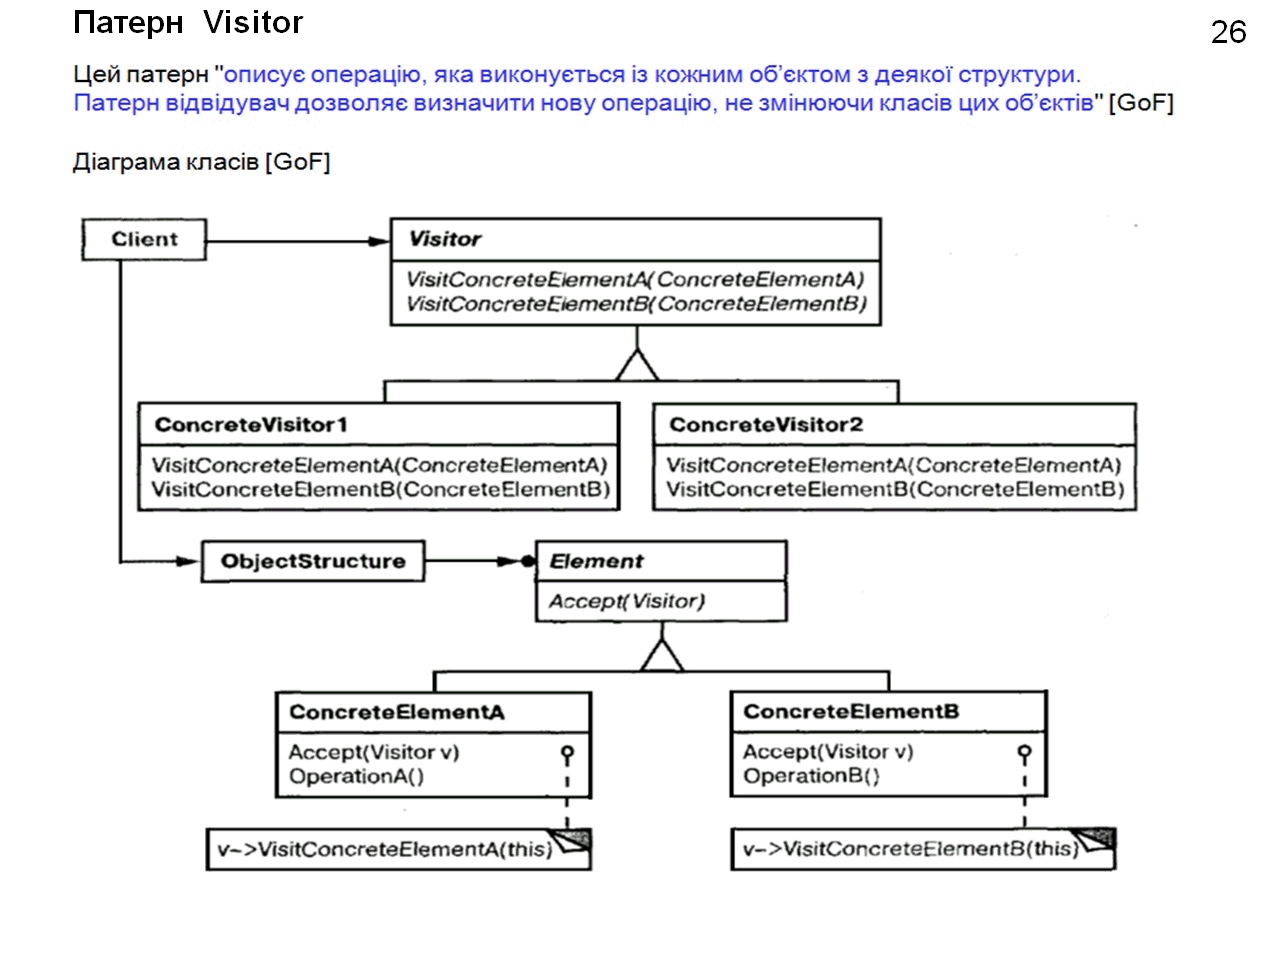 Патерн Visitor
26
Цей патерн "описує операцію, яка виконується із кожним об’єктом з деякої структури.
Патерн відвідувач дозволяє визначити нову операцію, не змінюючи класів цих об’єктів" [GoF]
Діаграма класів [GoF]
Client
Visitor
VisitConcreteElementA(ConcreteElementA)
VisitConcreteElementB(ConcreteElementB)
ConcreteVisitor1
VisitConcreteElementA(ConcreteElementA)
VisitConcreteElementB(ConcreteElementB)
ConcreteVisitor2
VisitConcreteElementA(ConcreteElementA)
VisitConcreteElementB(ConcreteElementB)
ObjectStructure
Element
Accept(Visitor)
ConcreteElementA
Accept(Visitor v)
OperationA()
ConcreteElementB
Accept(Visitor v)
OperationB()
v->VisitConcreteElementA(this)
v->VisitConcreteElementB(this)